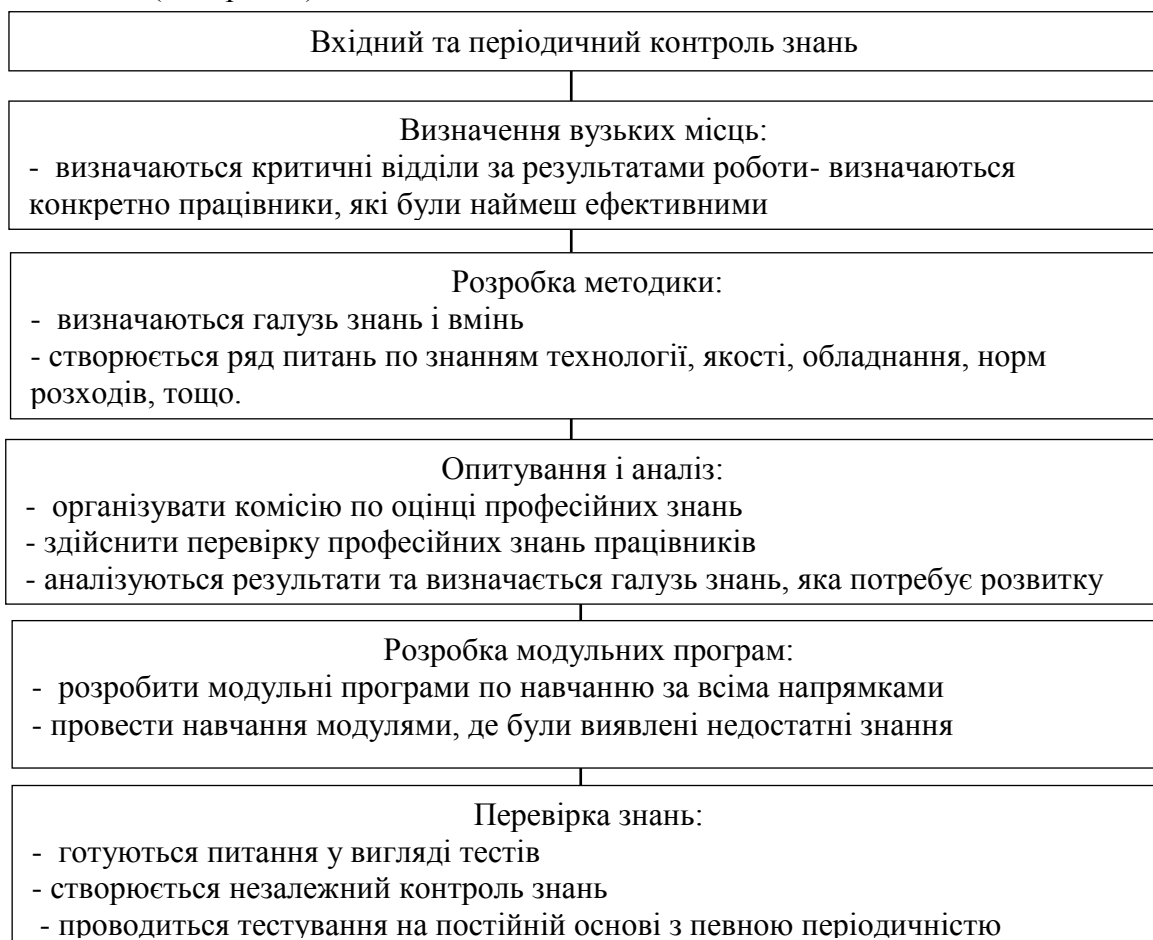 Вхідний та періодичний контроль знань
Визначення вузьких місць:
- визначаються критичні відділи за результатами роботи- визначаються
конкретно працівники, які були наймеш ефективними
Розробка методики:
- визначаються галузь знань і вмінь
- створюється ряд питань по знанням технології, якості, обладнання, норм
розходів, тощо.
Опитування і аналіз:
- організувати комісію по оцінці професійних знань
- здійснити перевірку професійних знань працівників
- аналізуються результати та визначається галузь знань, яка потребує розвитку
Розробка модульних програм:
- розробити модульні програми по навчанню за всіма напрямками
- провести навчання модулями, де були виявлені недостатні знання
Перевірка знань:
- готуються питання у вигляді тестів
- створюється незалежний контроль знань
- проводиться тестування на постійній основі з певною періодичністю